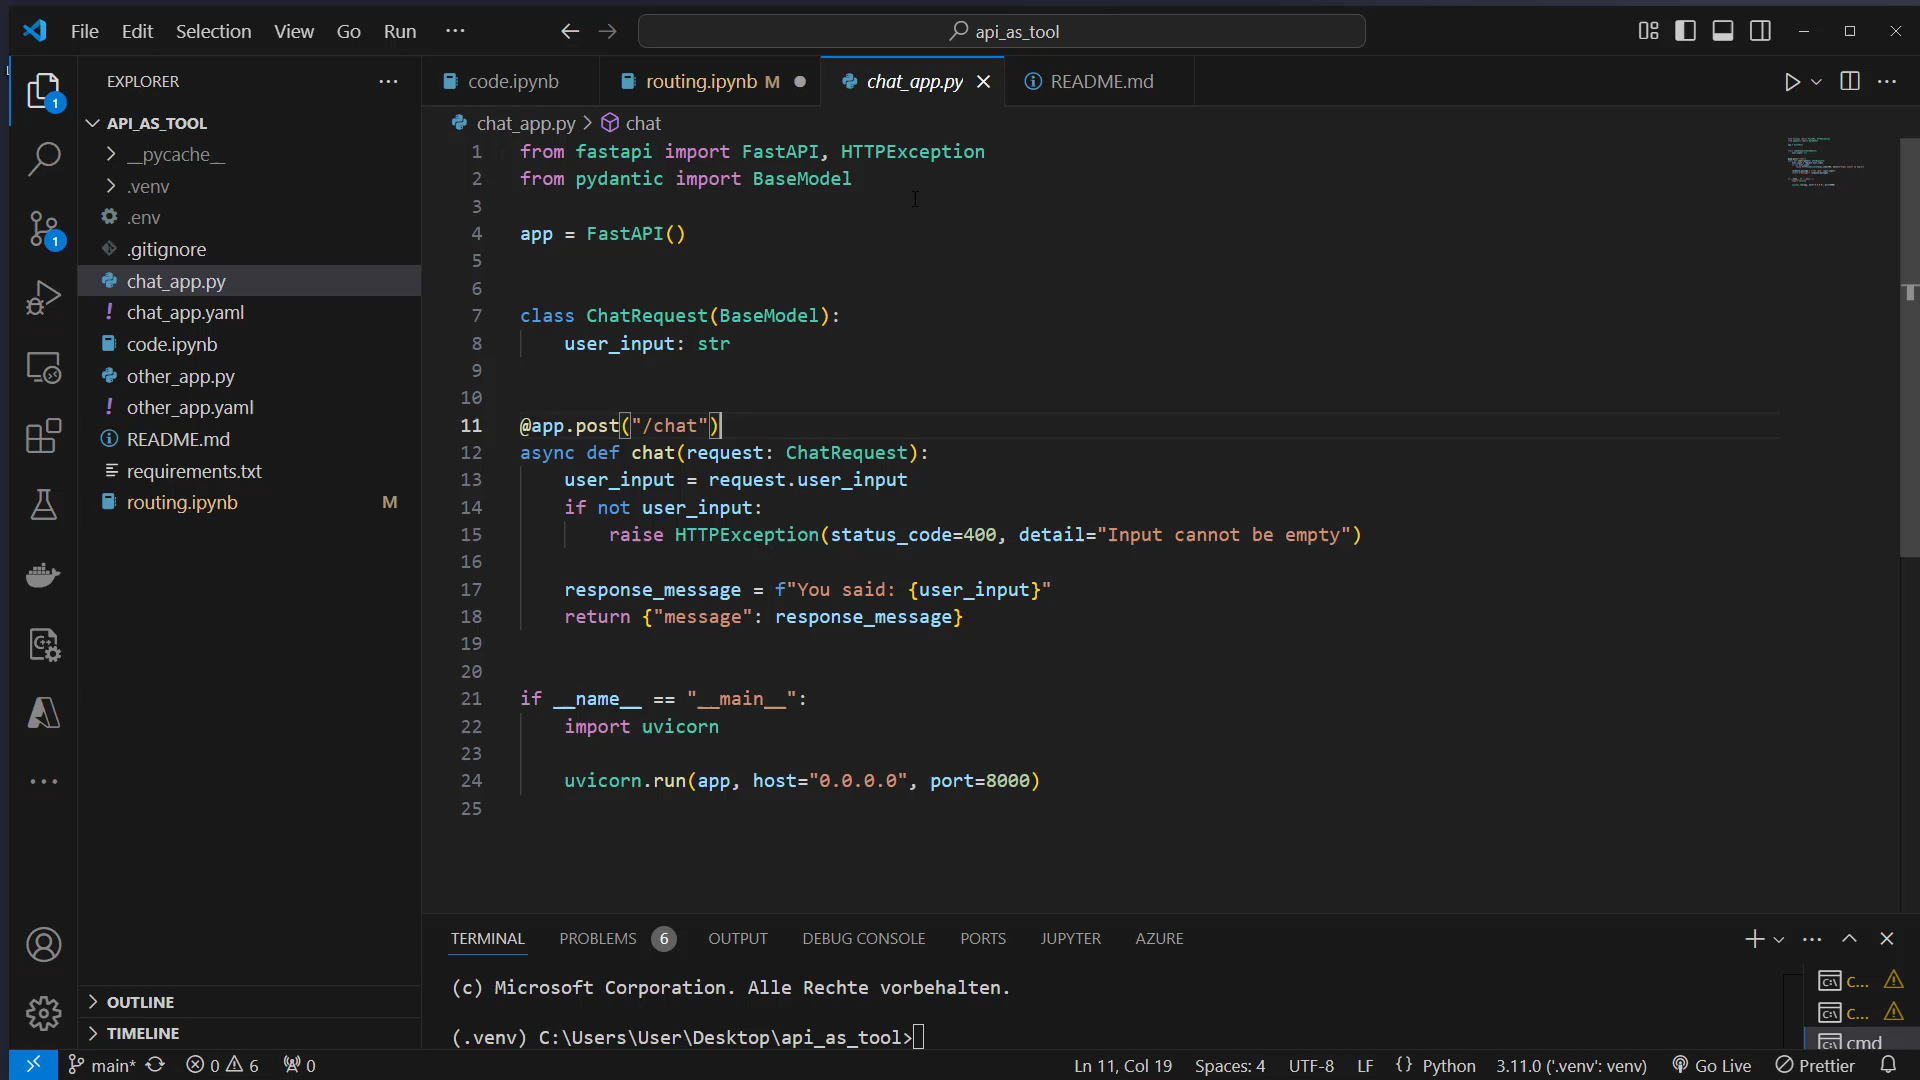 File Edit Selection View Go Run ···
api_as_tool
EXPLORER
code.ipynb
routing.ipynb M
chat_app.py
README.md
API_AS_TOOL
__pycache__
.venv
.env
.gitignore
chat_app.py
! chat_app.yaml
code.ipynb
other_app.py
! other_app.yaml
README.md
requirements.txt
routing.ipynb M
1
1
OUTLINE
TIMELINE
chat_app.py > chat
1 from fastapi import FastAPI, HTTPException
2 from pydantic import BaseModel
3
4 app = FastAPI()
5
6
7 class ChatRequest(BaseModel):
8 user_input: str
9
10
11 @app.post("/chat")
12 async def chat(request: ChatRequest):
13 user_input = request.user_input
14 if not user_input:
15 raise HTTPException(status_code=400, detail="Input cannot be empty")
16
17 response_message = f"You said: {user_input}"
18 return {"message": response_message}
19
20
21 if __name__ == "__main__":
22 import uvicorn
23
24 uvicorn.run(app, host="0.0.0.0", port=8000)
25
TERMINAL PROBLEMS 6 OUTPUT DEBUG CONSOLE PORTS JUPYTER AZURE
(c) Microsoft Corporation. Alle Rechte vorbehalten.
(.venv) C:\Users\User\Desktop\api_as_tool>
C...
C...
cmd
main* 0 6 0
Ln 11, Col 19 Spaces: 4 UTF-8 LF {} Python 3.11.0 ('.venv': venv) Go Live Prettier